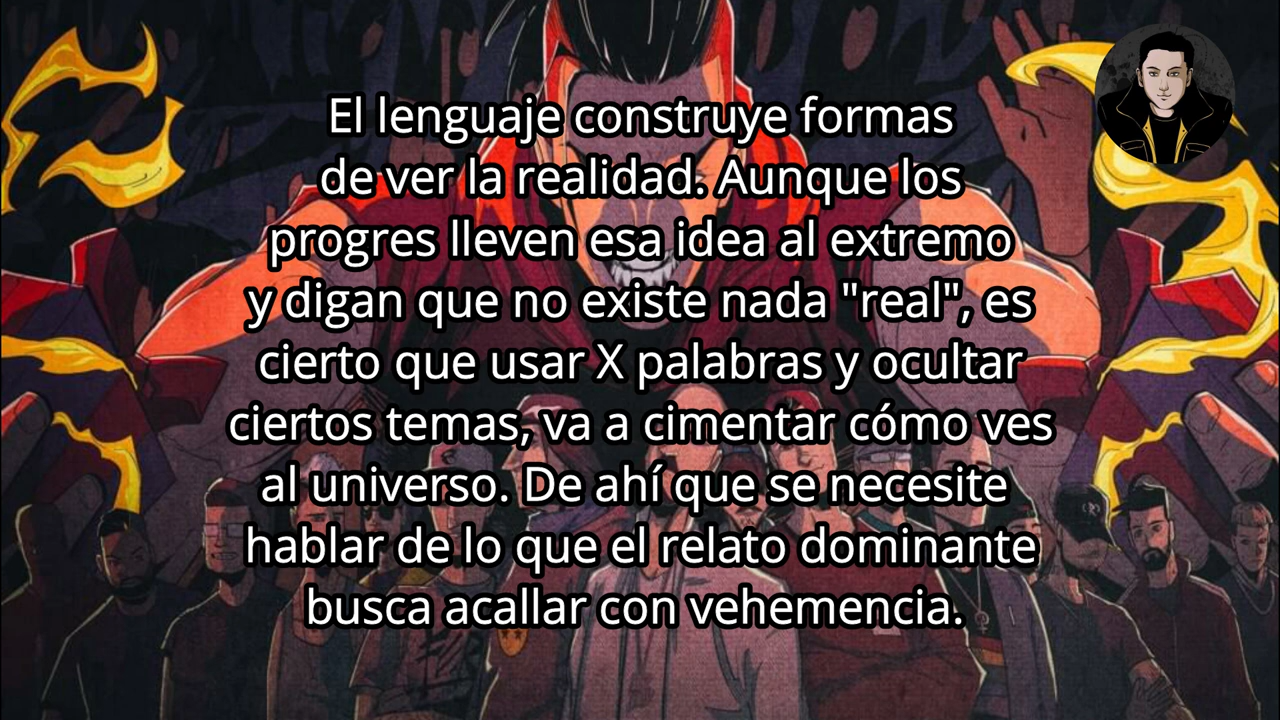 El lenguaje construye formas
de ver la realidad. Aunque los
progres lleven esa idea al extremo
y digan que no existe nada "real", es
cierto que usar X palabras y ocultar
ciertos temas, va a cimentar cómo ves
al universo. De ahí que se necesite
hablar de lo que el relato dominante
busca acallar con vehemencia.